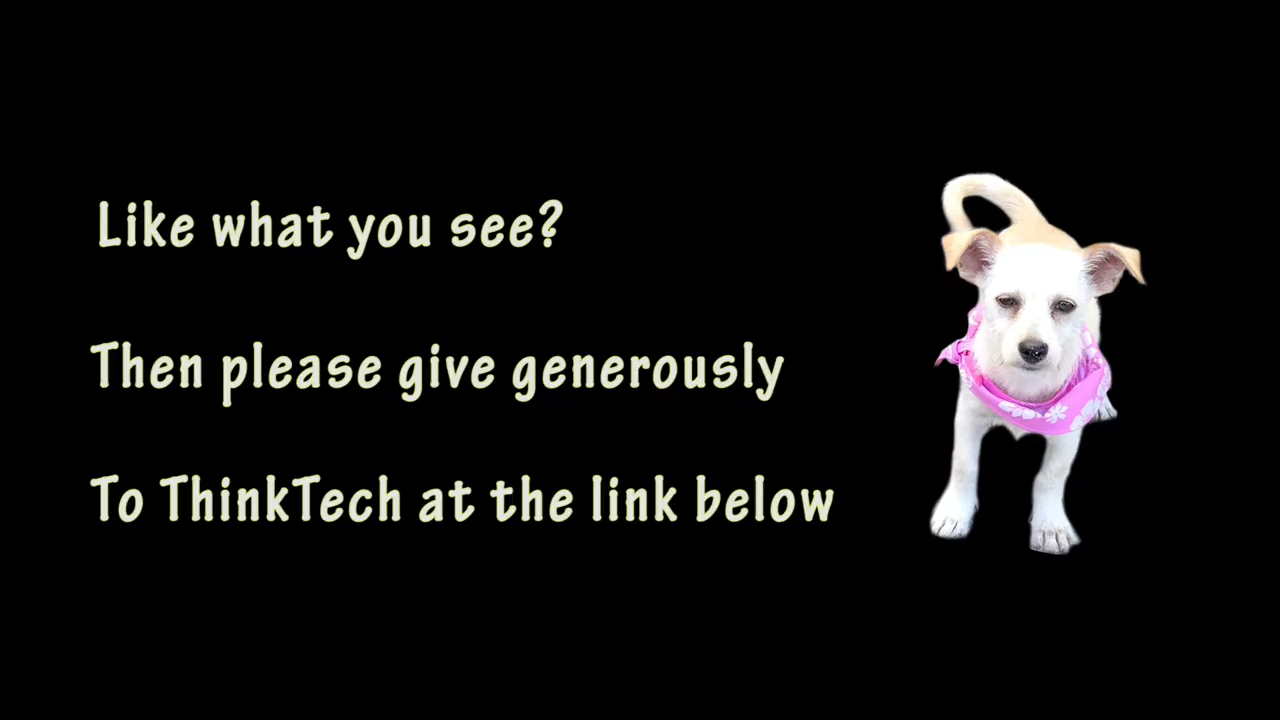 Like what you see?
Then please give generously
To ThinkTech at the link below